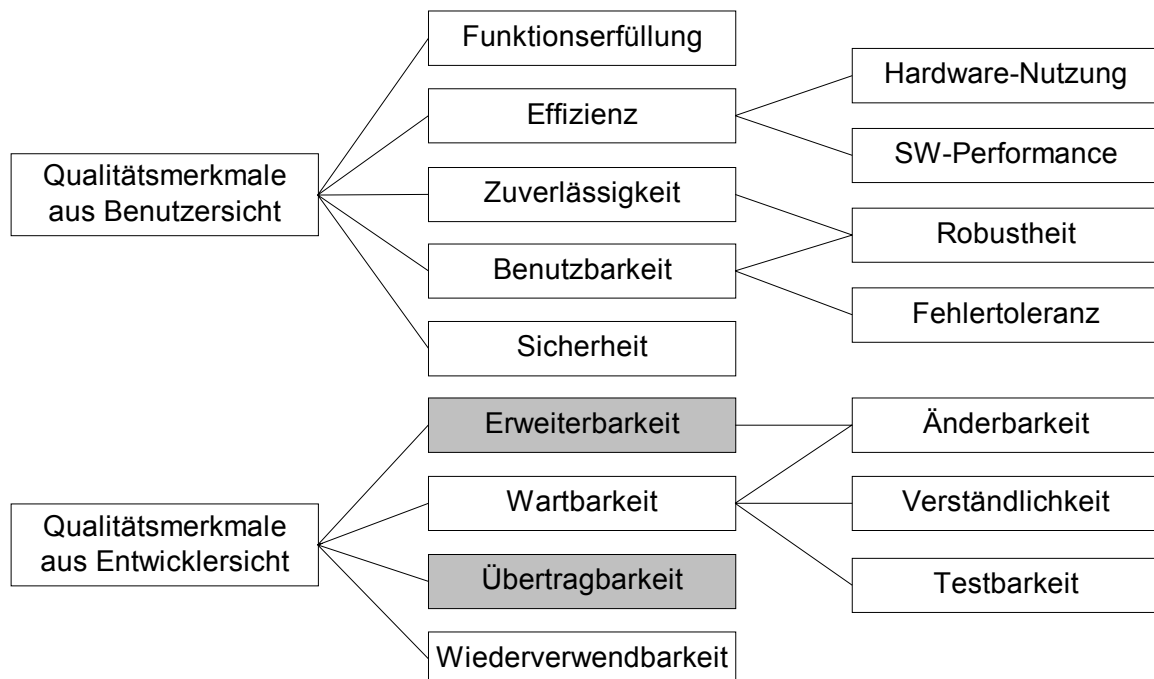 Qualitätsmerkmale
aus Benutzersicht
Funktionserfüllung
Effizienz
Zuverlässigkeit
Benutzbarkeit
Sicherheit
Hardware-Nutzung
SW-Performance
Robustheit
Fehlertoleranz
Qualitätsmerkmale
aus Entwicklersicht
Erweiterbarkeit
Wartbarkeit
Übertragbarkeit
Wiederverwendbarkeit
Änderbarkeit
Verständlichkeit
Testbarkeit